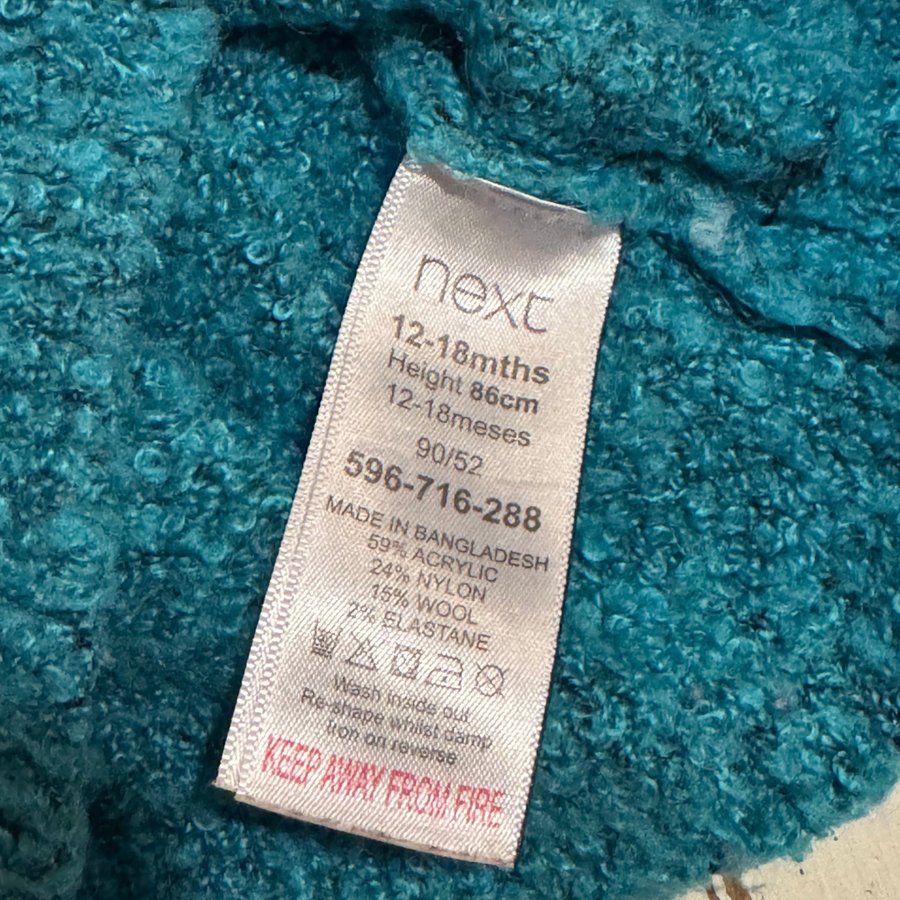 next
12-18mths
Height 86cm
12-18meses
90/52
596-716-288
MADE IN BANGLADESH
59% ACRYLIC
24% NYLON
15% WOOL
2% ELASTANE
Wash inside out
Re-shape whilst damp
Iron on reverse
KEEP AWAY FROM FIRE